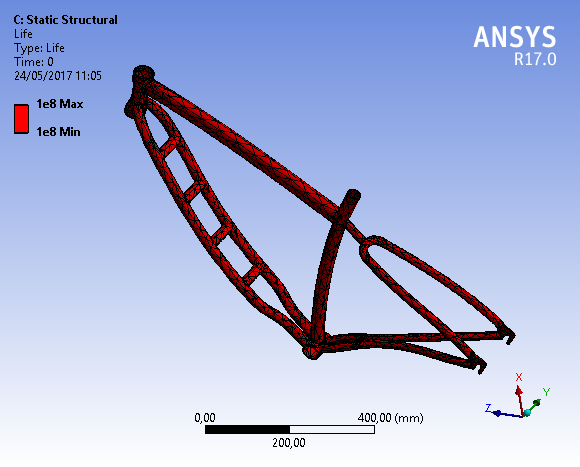 C: Static Structural
Life
Type: Life
Time: 0
24/05/2017 11:05
1e8 Max
1e8 Min
ANSYS
R17.0
0,00
400,00 (mm)
200,00
X
Y
Z